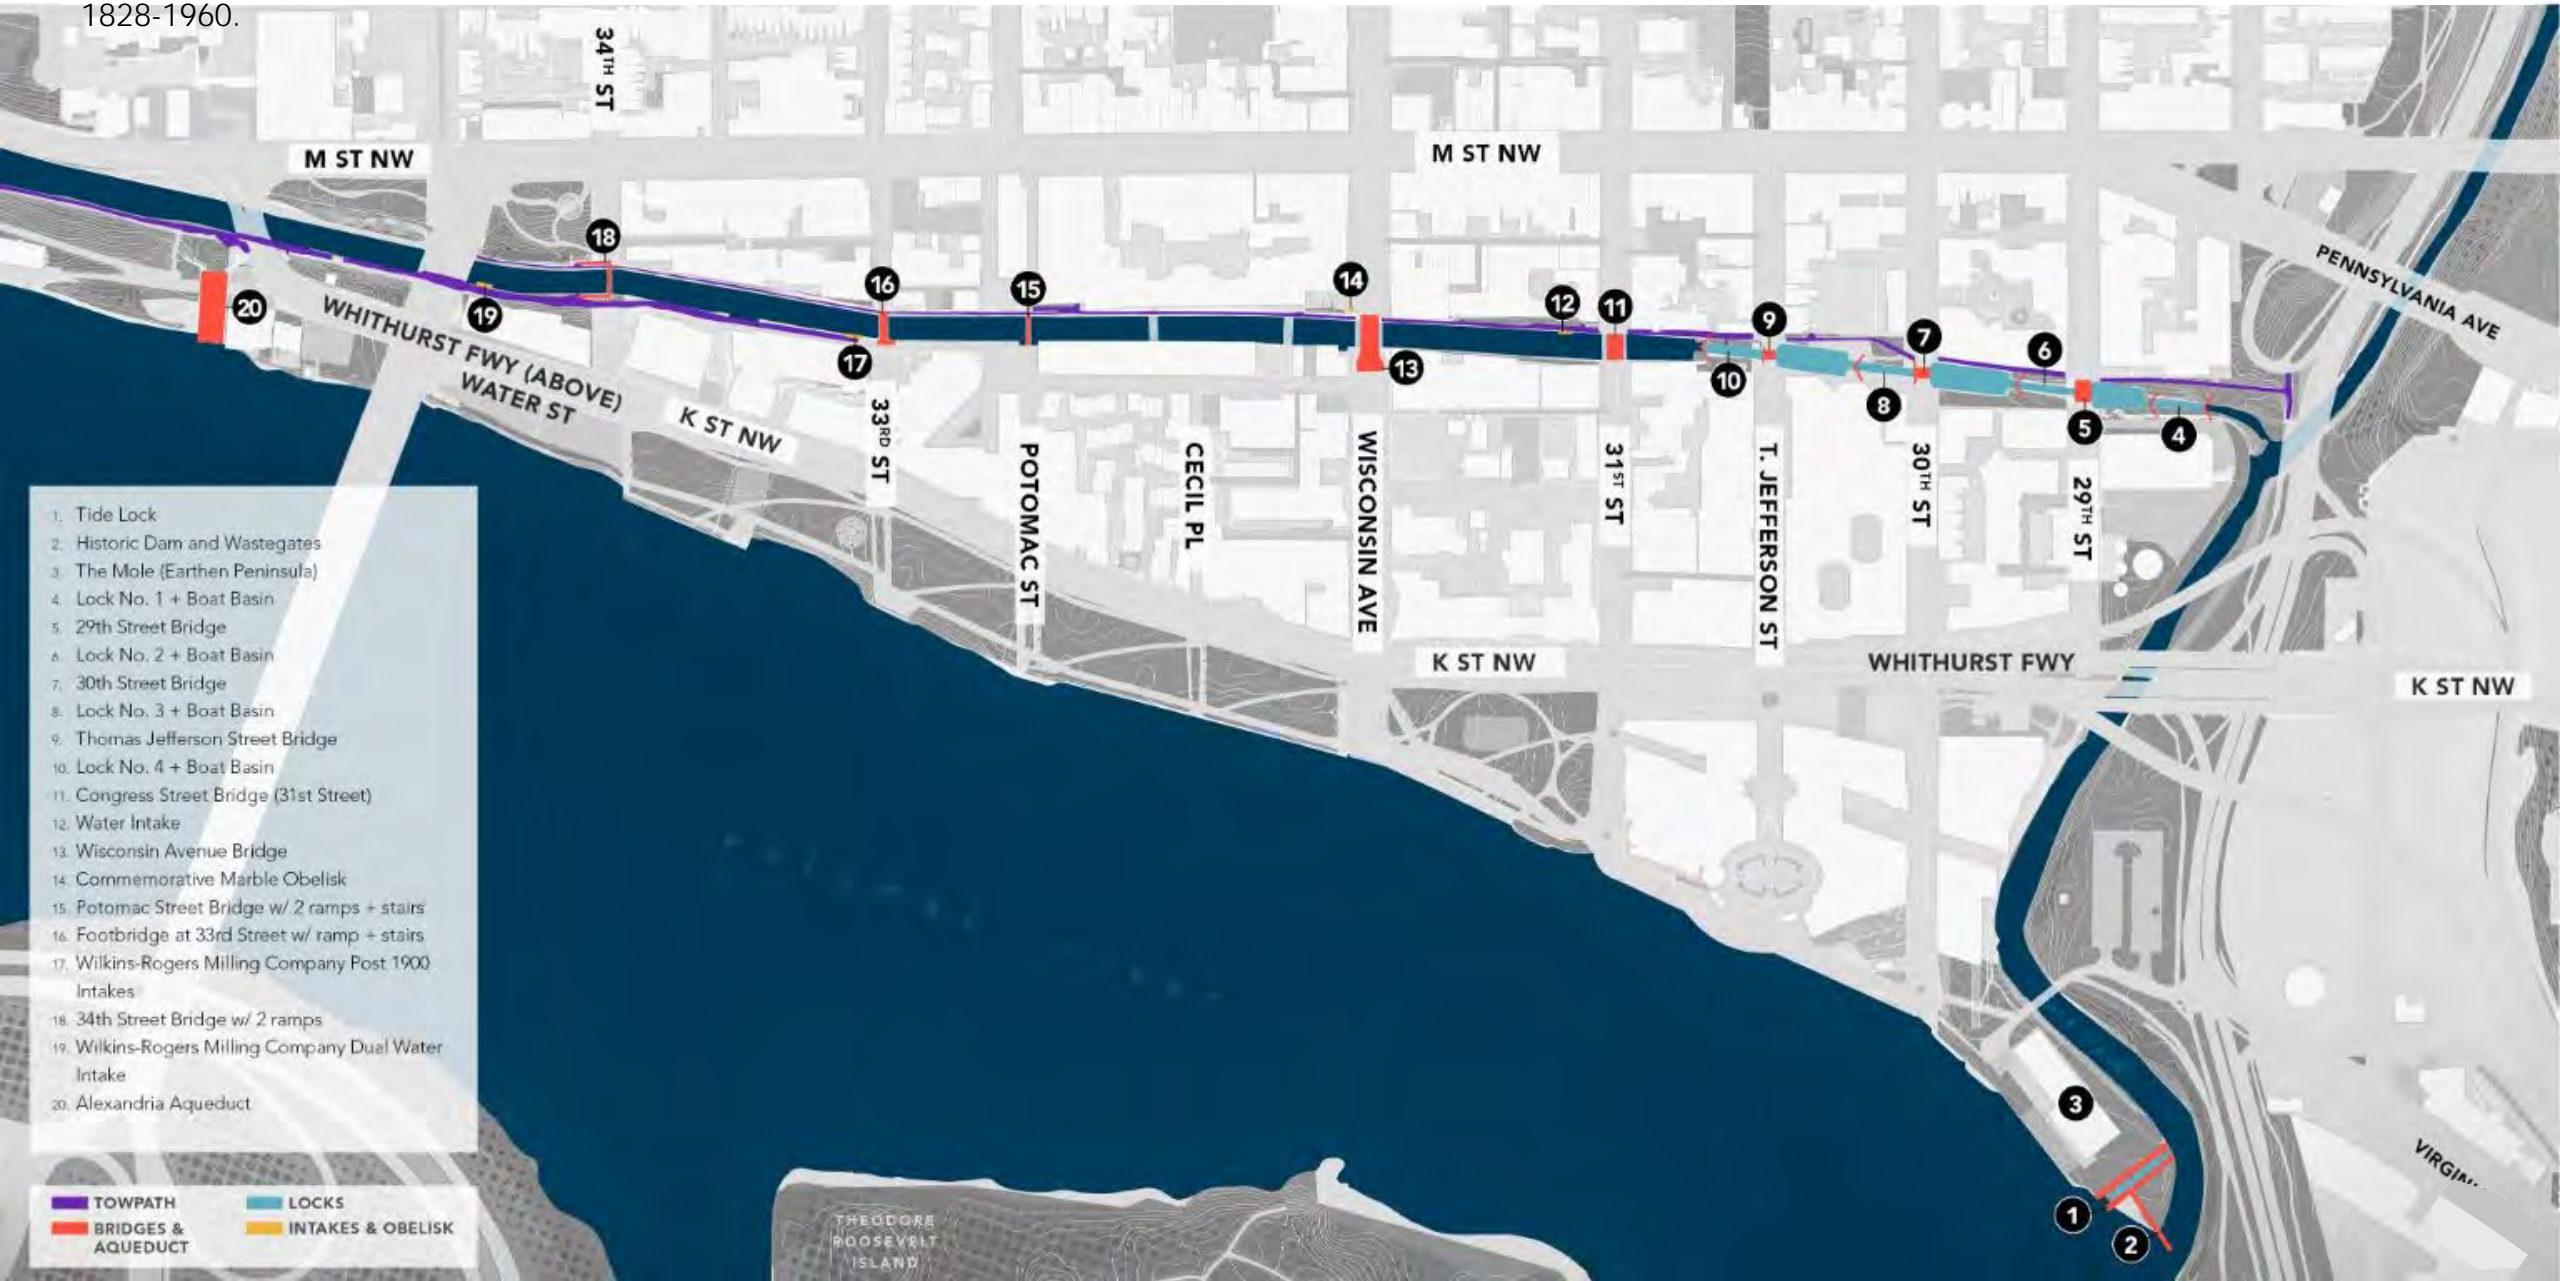 1828-1960.
34TH ST
M ST NW
M ST NW
PENNSYLVANIA AVE
18
16
15
14
12
11
9
7
6
20
19
17
13
10
8
5
4
WHITHURST FWY (ABOVE)
WATER ST
K ST NW
33RD ST
POTOMAC ST
CECIL PL
WISCONSIN AVE
31ST ST
T. JEFFERSON ST
30TH ST
29TH ST
K ST NW
WHITHURST FWY
K ST NW
1. Tide Lock
2. Historic Dam and Wastegates
3. The Mole (Earthen Peninsula)
4. Lock No. 1 + Boat Basin
5. 29th Street Bridge
6. Lock No. 2 + Boat Basin
7. 30th Street Bridge
8. Lock No. 3 + Boat Basin
9. Thomas Jefferson Street Bridge
10. Lock No. 4 + Boat Basin
11. Congress Street Bridge (31st Street)
12. Water Intake
13. Wisconsin Avenue Bridge
14. Commemorative Marble Obelisk
15. Potomac Street Bridge w/ 2 ramps + stairs
16. Footbridge at 33rd Street w/ ramp + stairs
17. Wilkins-Rogers Milling Company Post 1900
Intakes
18. 34th Street Bridge w/ 2 ramps
19. Wilkins-Rogers Milling Company Dual Water
Intake
20. Alexandria Aqueduct
3
1
2
TOWPATH
LOCKS
BRIDGES &
AQUEDUCT
INTAKES & OBELISK
THEODORE
ROOSEVELT
ISLAND